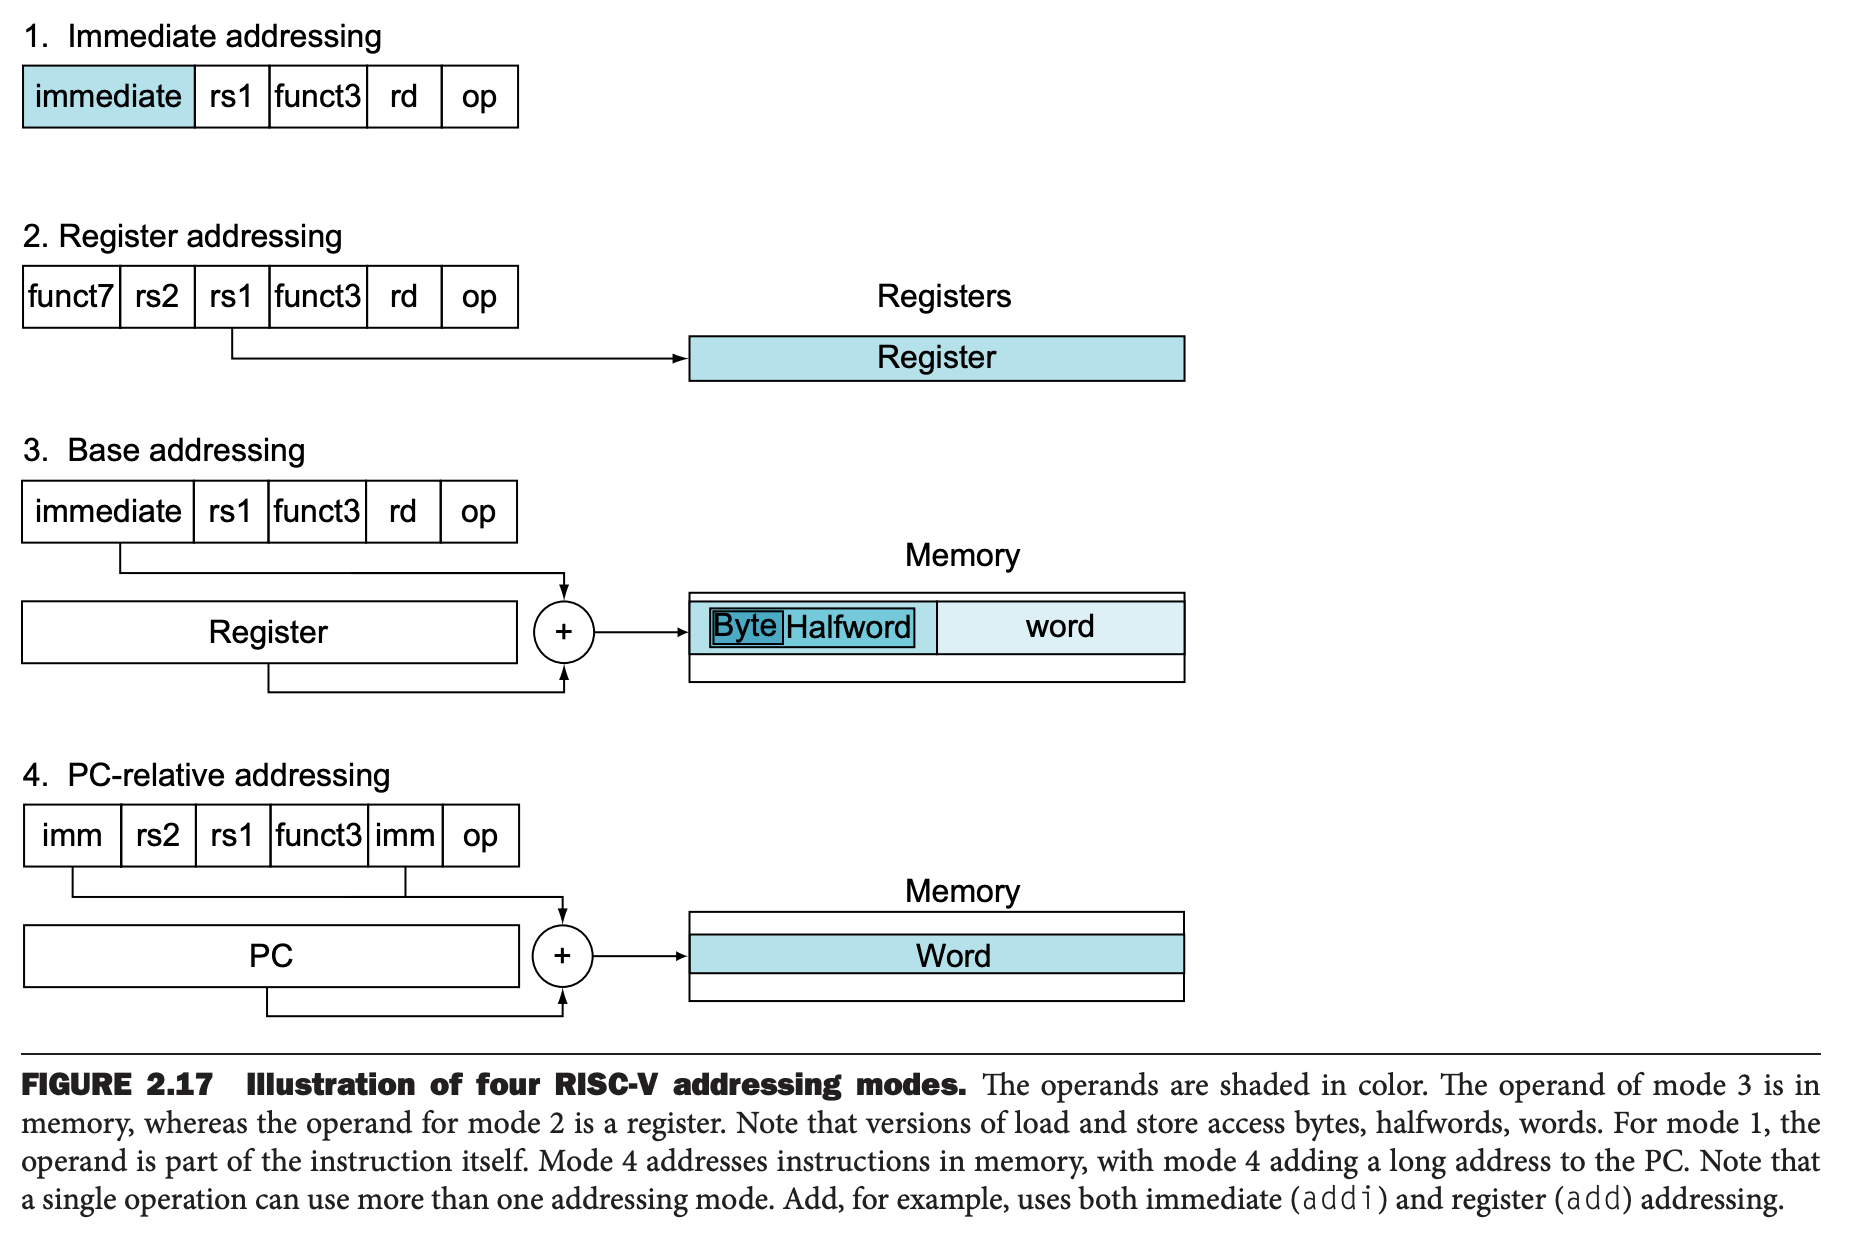 1. Immediate addressing
immediate rs1 funct3 rd op
2. Register addressing
funct7 rs2 rs1 funct3 rd op
Registers
Register
3. Base addressing
immediate rs1 funct3 rd op
Memory
Register + Byte Halfword word
4. PC-relative addressing
imm rs2 rs1 funct3 imm op
Memory
PC + Word
FIGURE 2.17 Illustration of four RISC-V addressing modes. The operands are shaded in color. The operand of mode 3 is in
memory, whereas the operand for mode 2 is a register. Note that versions of load and store access bytes, halfwords, words. For mode 1, the
operand is part of the instruction itself. Mode 4 addresses instructions in memory, with mode 4 adding a long address to the PC. Note that
a single operation can use more than one addressing mode. Add, for example, uses both immediate (addi) and register (add) addressing.